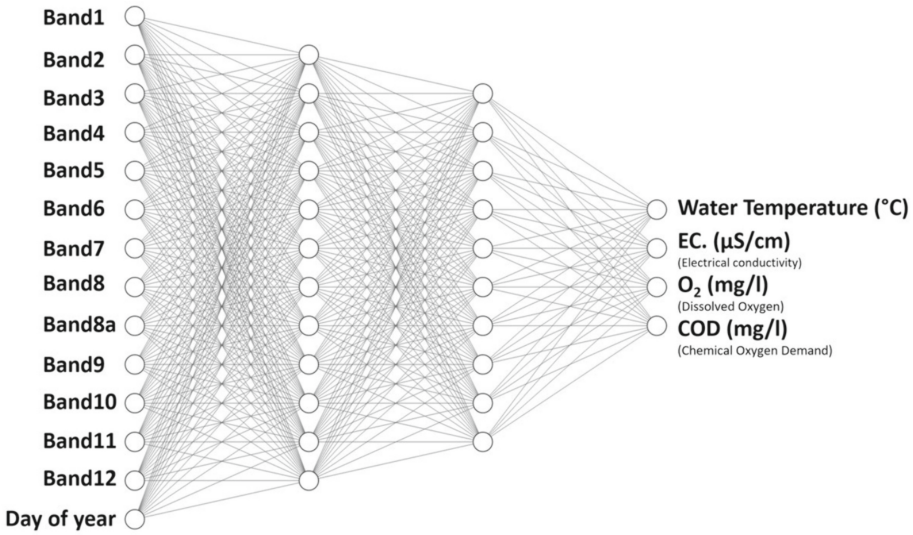 Band1
Band2
Band3
Band4
Band5
Band6
Band7
Band8
Band8a
Band9
Band10
Band11
Band12
Day of year
Water Temperature (°C)
EC. (μS/cm)
(Electrical conductivity)
O₂ (mg/l)
(Dissolved Oxygen)
COD (mg/l)
(Chemical Oxygen Demand)